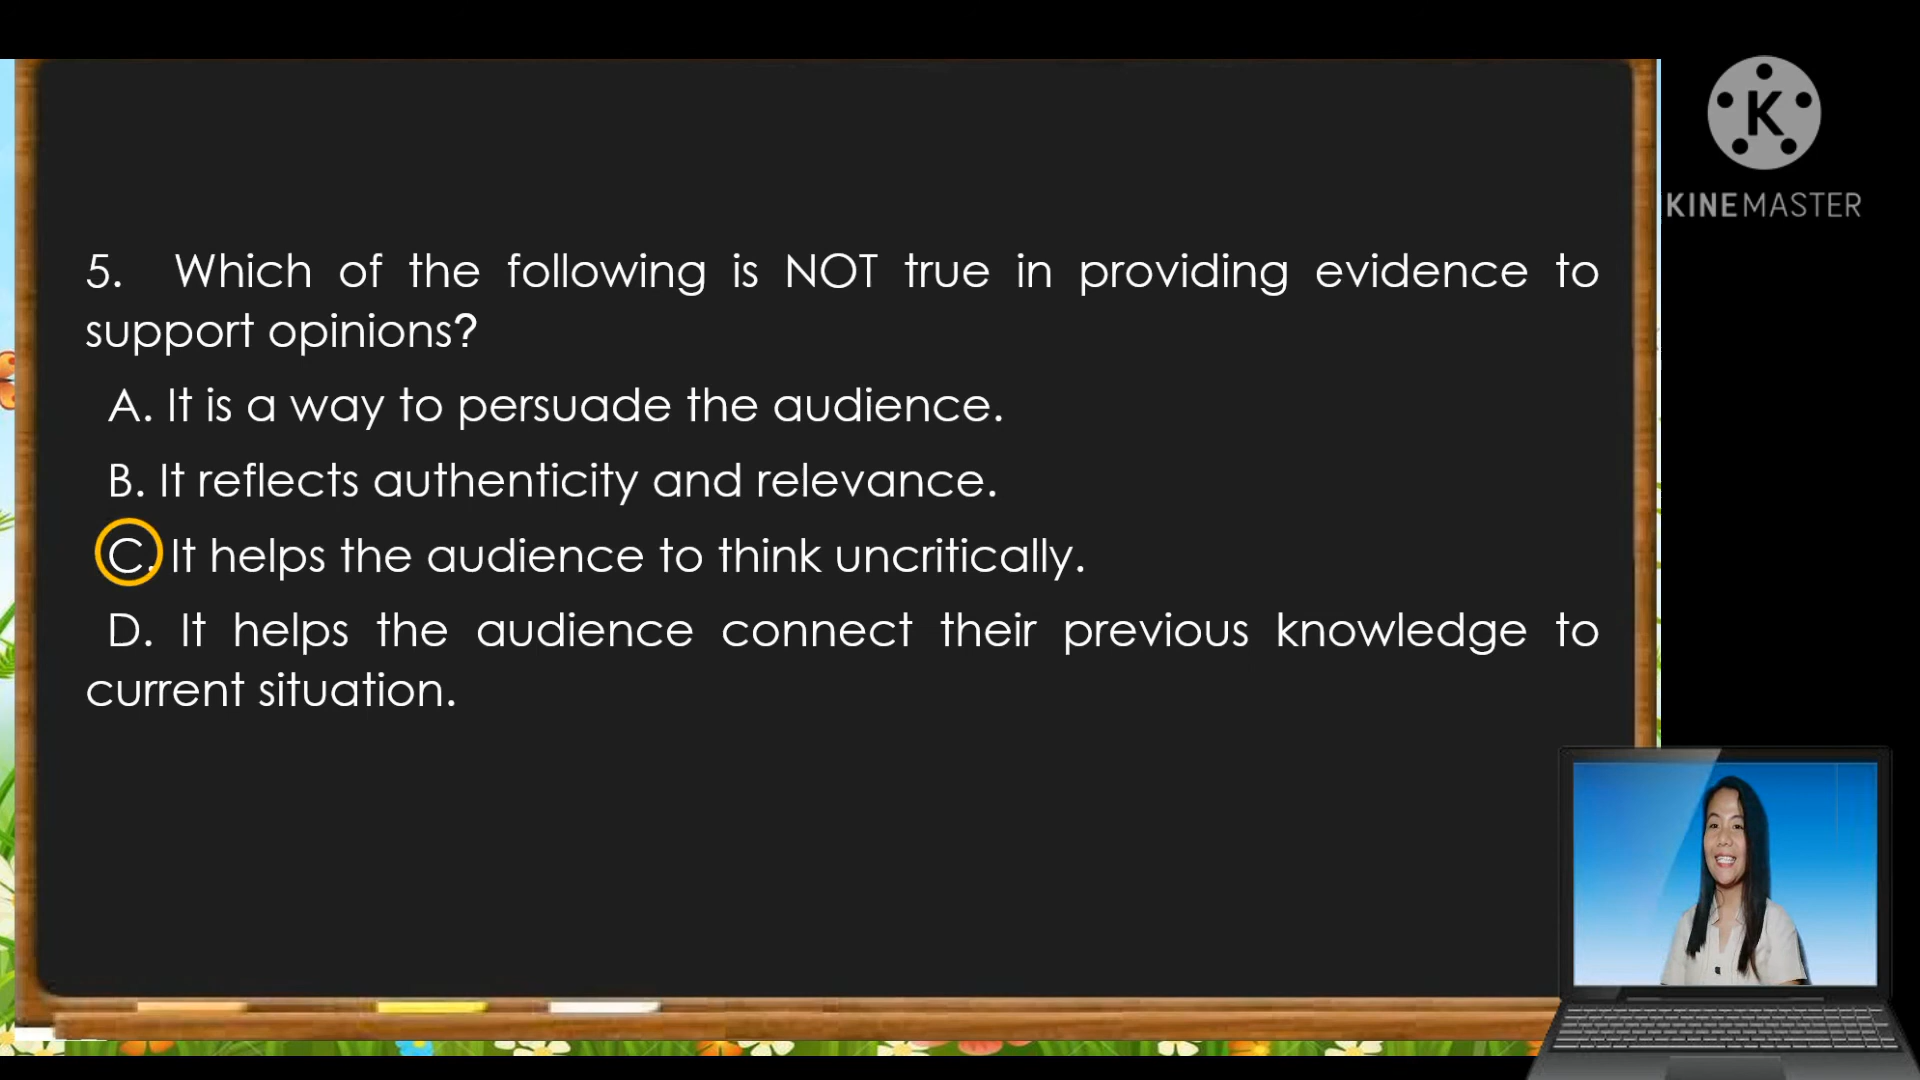 K
KINEMASTER
5. Which of the following is NOT true in providing evidence to
support opinions?
A. It is a way to persuade the audience.
B. It reflects authenticity and relevance.
C. It helps the audience to think uncritically.
D. It helps the audience connect their previous knowledge to
current situation.